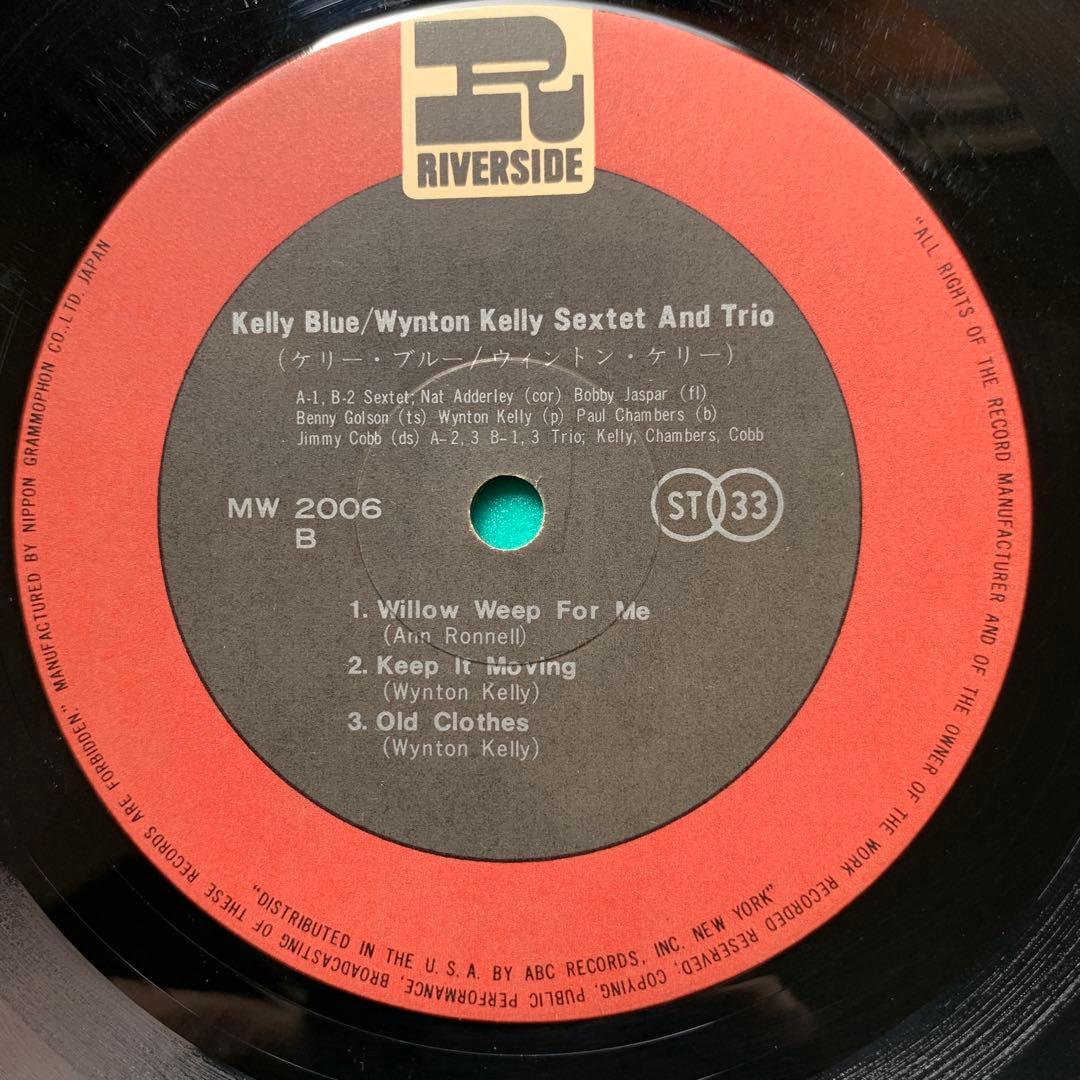 RIVERSIDE
Kelly Blue/Wynton Kelly Sextet And Trio
(ケリー・ブルー/ウィントン・ケリー)
A-1, B-2 Sextet; Nat Adderley (cor) Bobby Jaspar (fl)
Benny Golson (ts) Wynton Kelly (p) Paul Chambers (b)
Jimmy Cobb (ds) A-2, 3 B-1, 3 Trio; Kelly, Chambers, Cobb
MW 2006
B
ST 33
1. Willow Weep For Me
(Ann Ronnell)
2. Keep It Moving
(Wynton Kelly)
3. Old Clothes
(Wynton Kelly)
"ALL RIGHTS OF THE RECORD MANUFACTURER AND OF THE OWNER OF THE WORK RECORDED RESERVED, COPYING, PUBLIC PERFORMANCE, BROADCASTING OF THESE RECORDS ARE FORBIDDEN." MANUFACTURED BY NIPPON GRAMMOPHON CO., LTD. JAPAN
"DISTRIBUTED IN THE U. S. A. BY ABC RECORDS, INC. NEW YORK"